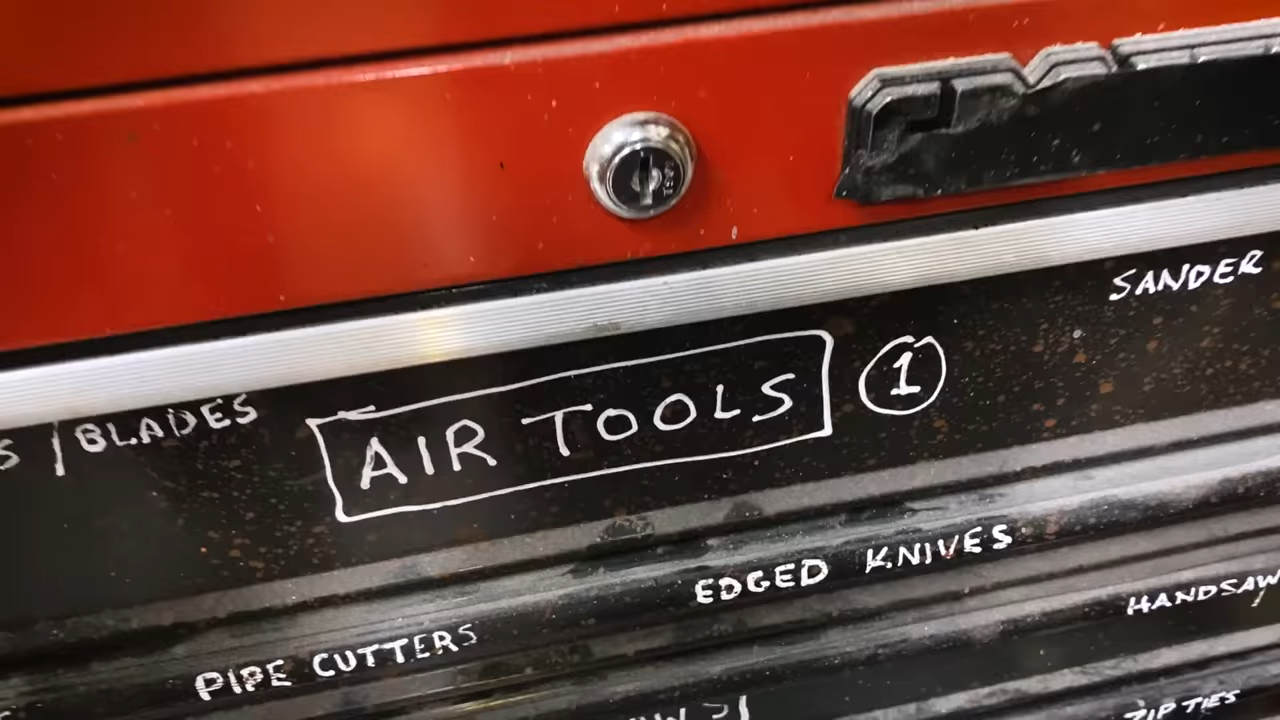 SANDER
/BLADES
AIR TOOLS 1
EDGED KNIVES
HANDSAW
PIPE CUTTERS
ZIP TIES